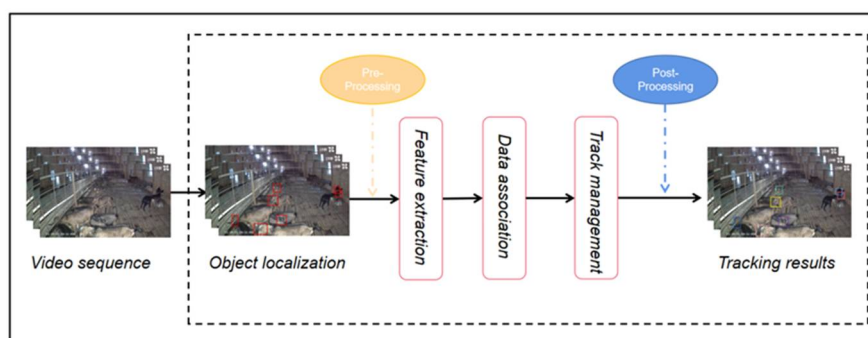 Pre-
Processing
Post-
Processing
Feature extraction
Data association
Track management
Video sequence
Object localization
Tracking results